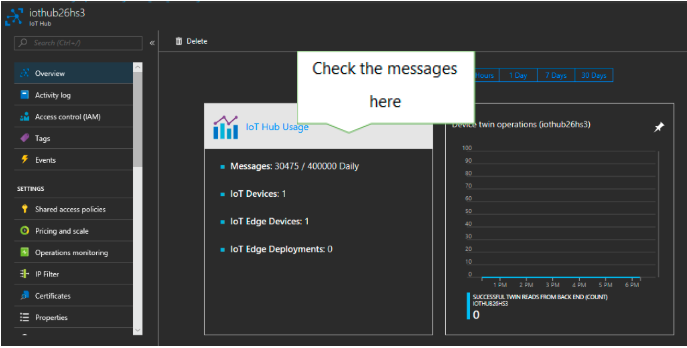 iothub26hs3
IoT Hub
Search (Ctrl+/)
«
Delete
Overview
Activity log
Access control (IAM)
Tags
Events
SETTINGS
Shared access policies
Pricing and scale
Operations monitoring
IP Filter
Certificates
Properties
Check the messages
here
Hours
1 Day
7 Days
30 Days
IoT Hub Usage
Messages: 30475 / 400000 Daily
IoT Devices: 1
IoT Edge Devices: 1
IoT Edge Deployments: 0
Device twin operations (iothub26hs3)
100
90
80
70
60
50
40
30
20
10
0
1 PM
2 PM
3 PM
4 PM
5 PM
6 PM
SUCCESSFUL TWIN READS FROM BACK END (COUNT)
IOTHUB26HS3
0